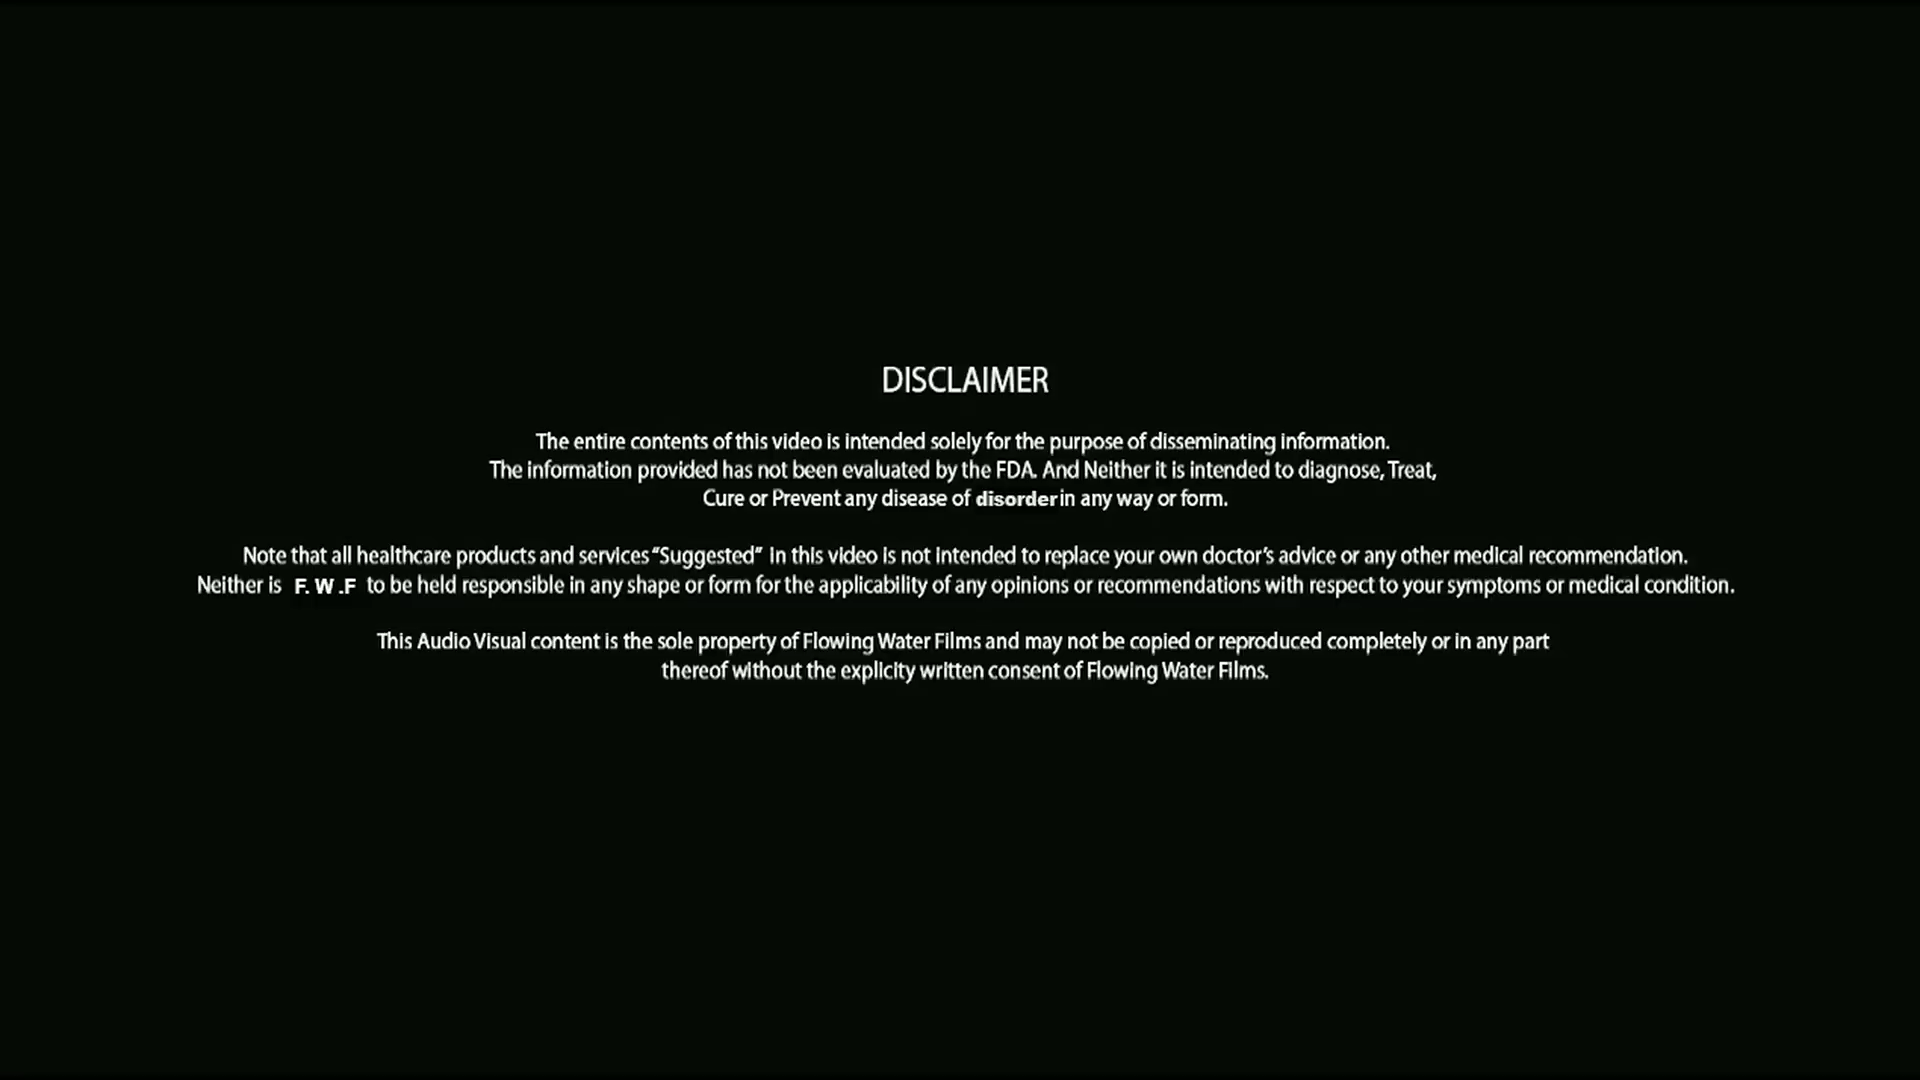 DISCLAIMER
The entire contents of this video is intended solely for the purpose of disseminating information.
The information provided has not been evaluated by the FDA. And Neither it is intended to diagnose, Treat,
Cure or Prevent any disease of disorder in any way or form.
Note that all healthcare products and services “Suggested” In this video is not intended to replace your own doctor’s advice or any other medical recommendation.
Neither is F. W .F to be held responsible in any shape or form for the applicability of any opinions or recommendations with respect to your symptoms or medical condition.
This Audio Visual content is the sole property of Flowing Water Films and may not be copied or reproduced completely or in any part
thereof without the explicity written consent of Flowing Water Films.